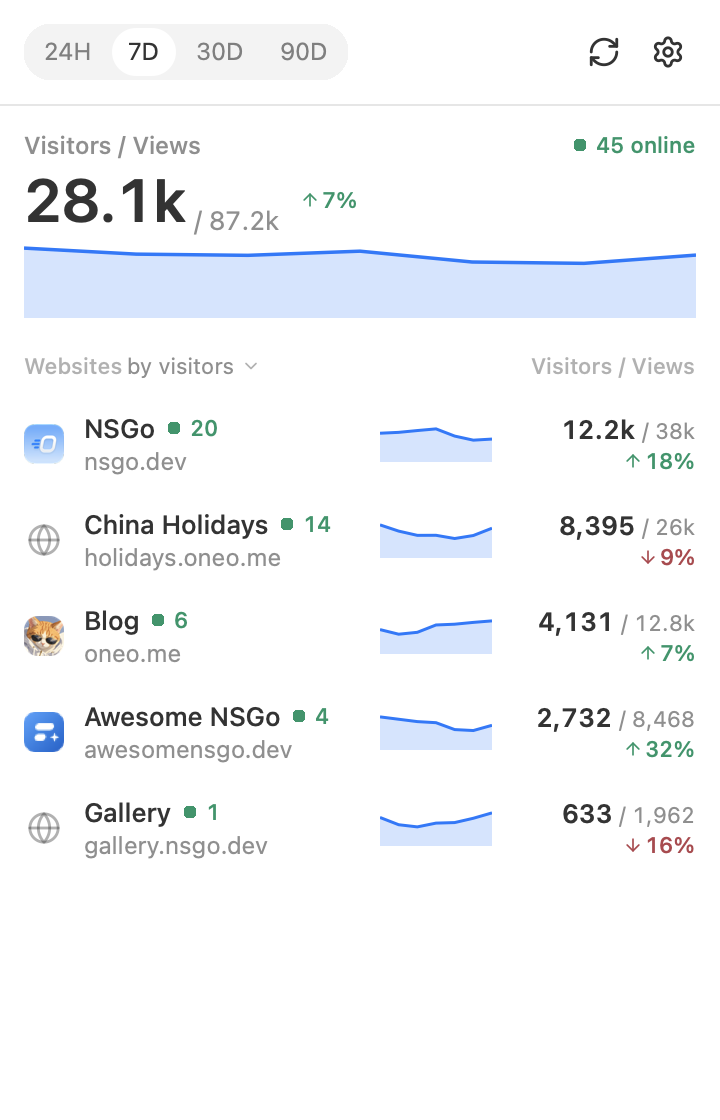 24H 7D 30D 90D
Visitors / Views 45 online
28.1k / 87.2k ↑ 7%
Websites by visitors Visitors / Views
NSGo 20 12.2k / 38k
nsgo.dev ↑ 18%
China Holidays 14 8,395 / 26k
holidays.oneo.me ↓ 9%
Blog 6 4,131 / 12.8k
oneo.me ↑ 7%
Awesome NSGo 4 2,732 / 8,468
awesomensgo.dev ↑ 32%
Gallery 1 633 / 1,962
gallery.nsgo.dev ↓ 16%